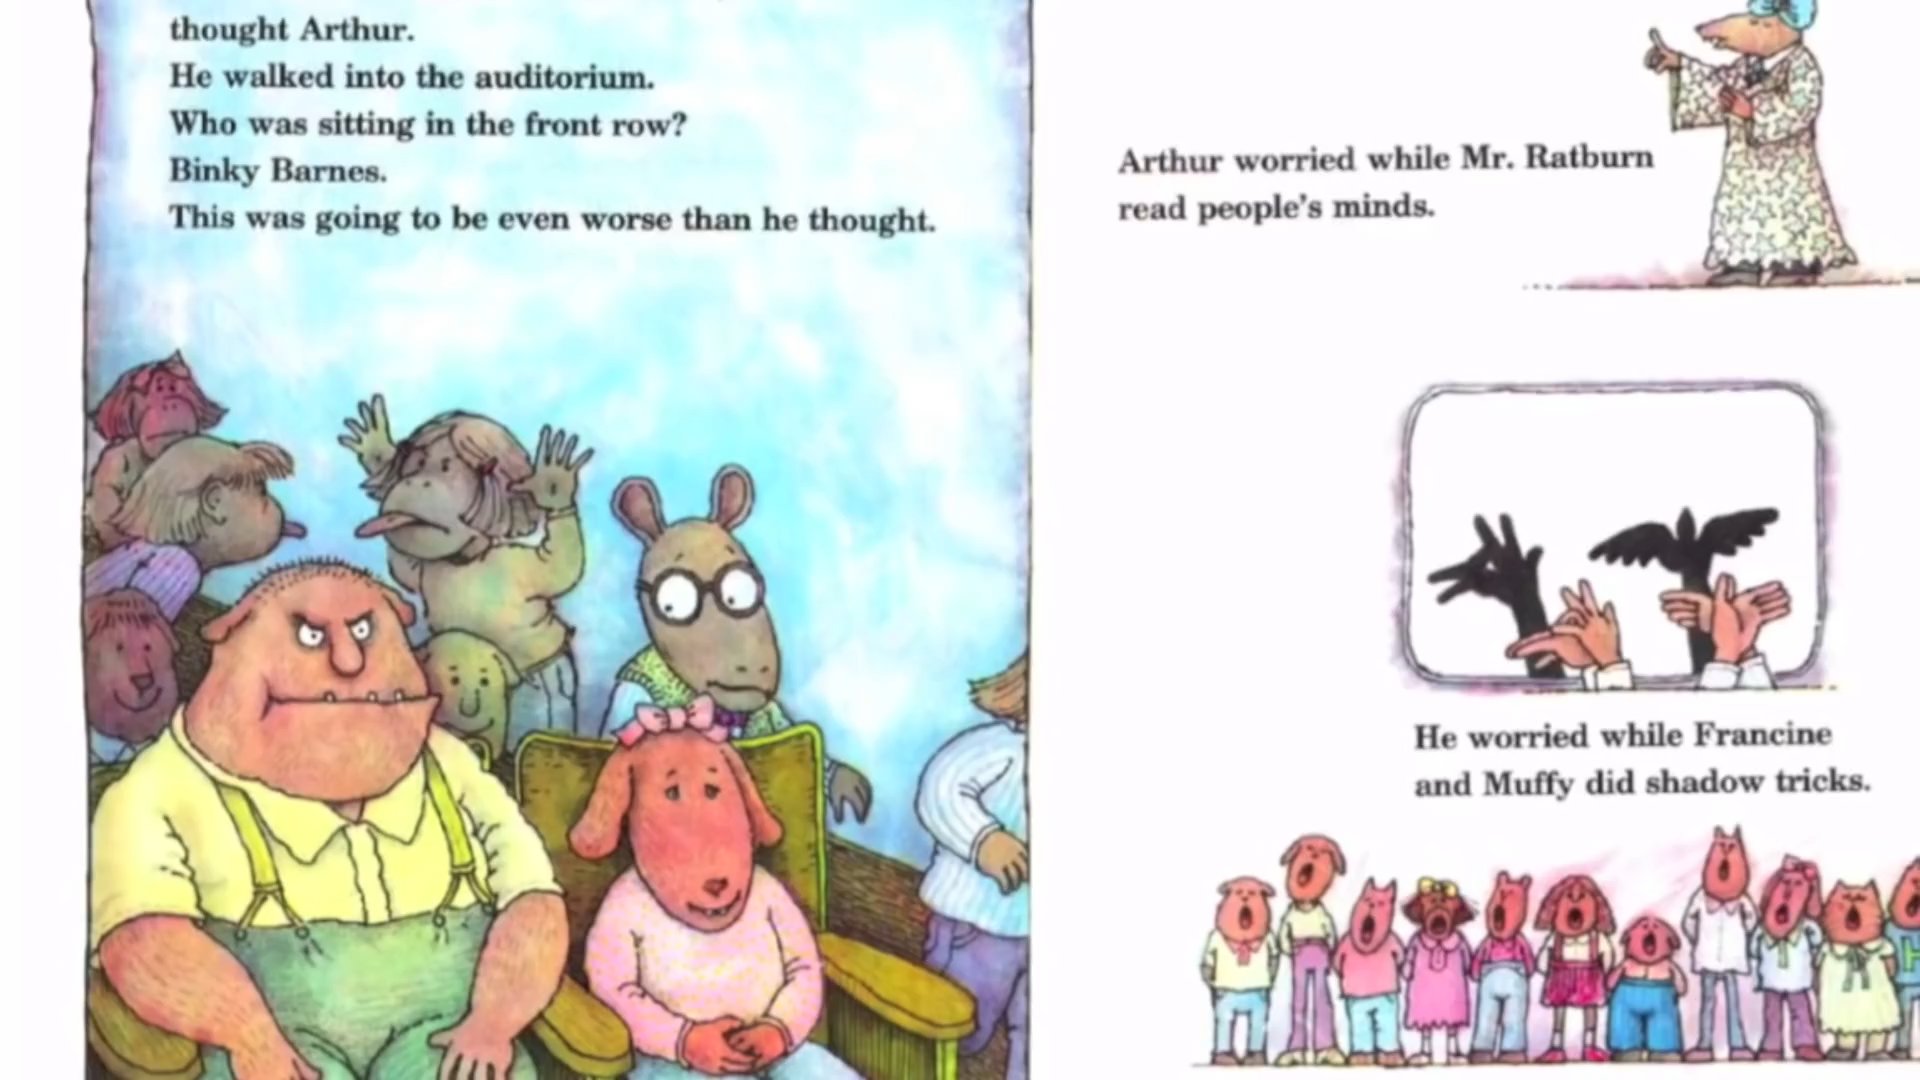 thought Arthur.
He walked into the auditorium.
Who was sitting in the front row?
Binky Barnes.
This was going to be even worse than he thought.
Arthur worried while Mr. Ratburn
read people's minds.
He worried while Francine
and Muffy did shadow tricks.
H